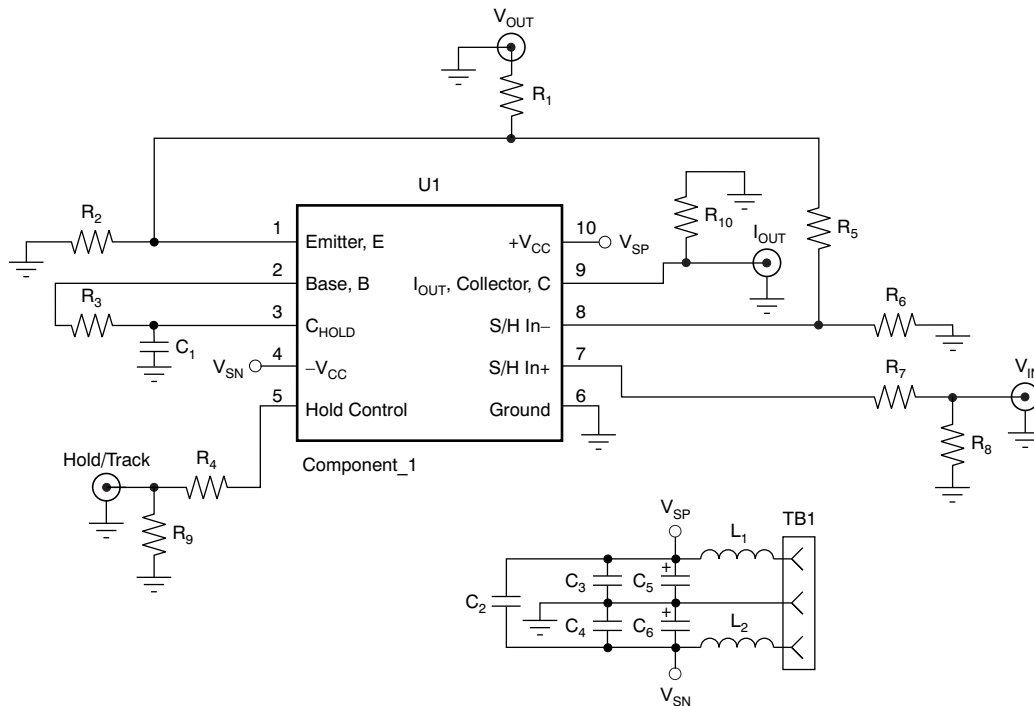 V_OUT
R_1
U1
R_2
1
Emitter, E
10
+V_CC
V_SP
R_10
I_OUT
R_5
2
Base, B
9
I_OUT, Collector, C
R_3
3
C_HOLD
8
S/H In−
R_6
C_1
V_SN
4
−V_CC
7
S/H In+
R_7
V_IN
5
Hold Control
6
Ground
R_8
Hold/Track
R_4
Component_1
R_9
V_SP
TB1
L_1
C_3
+
C_5
C_2
C_4
+
C_6
L_2
V_SN